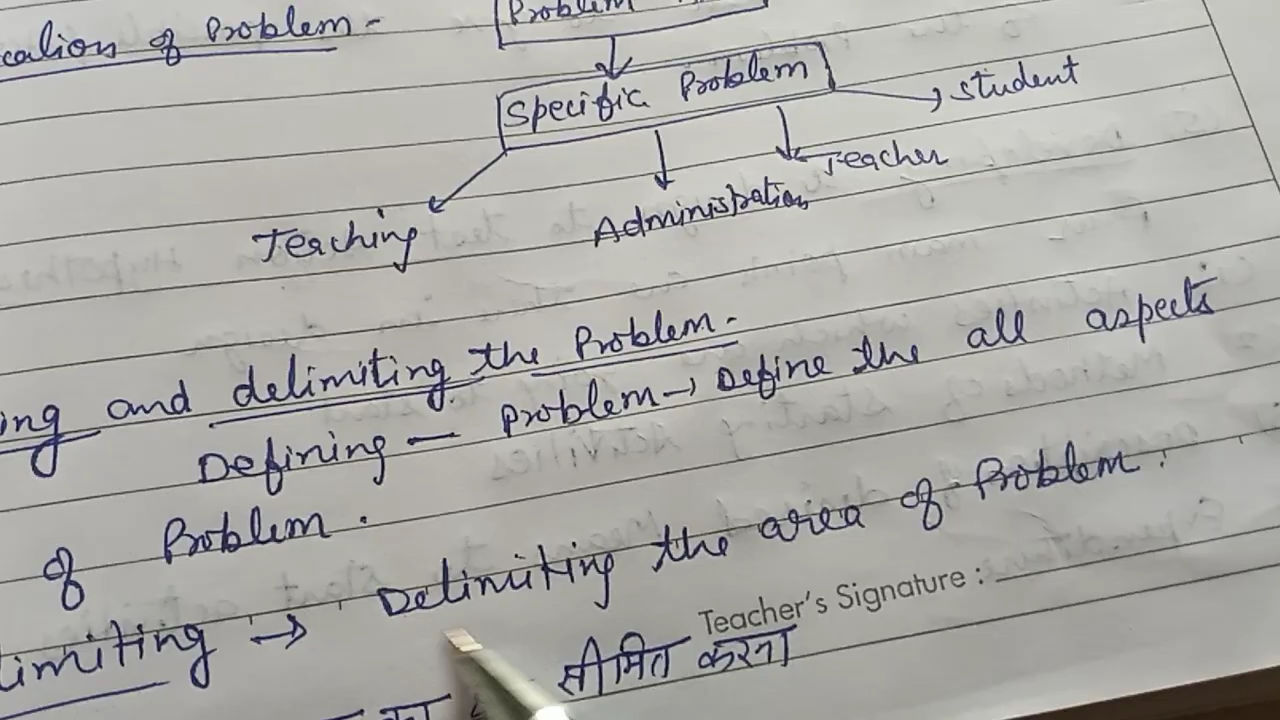 Problem
cation of Problem -
Specific Problem
student
Teacher
Administration
Teaching
ing and delimiting the Problem.-
Defining — Problem → Define the all aspects
of Problem.
Delimiting the area of Problem.
limiting →
Teacher's Signature :
सीमित करना
का